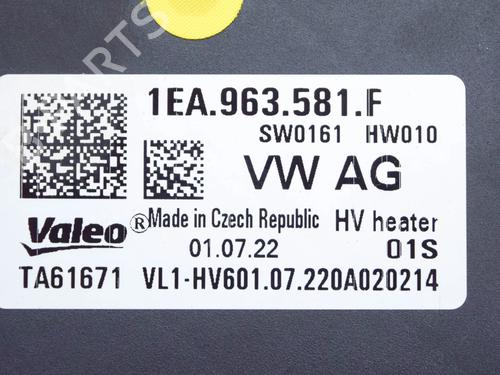 1EA.963.581.F
SW0161 HW010
VW AG
Valeo® Made in Czech Republic HV heater
01.07.22 01S
TA61671 VL1-HV601.07.220A020214